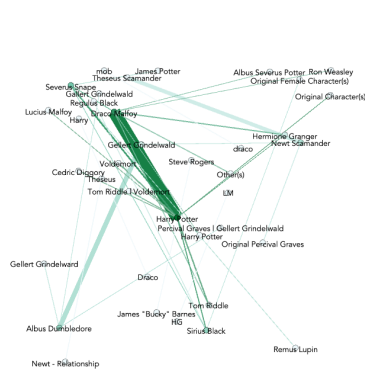 mob
James Potter
Albus Severus Potter
Ron Weasley
Theseus Scamander
Original Female Character(s)
Severus Snape
Gellert Grindelwald
Original Character(s)
Regulus Black
Lucius Malfoy
Draco Malfoy
Harry
Hermione Granger
Gellert Grindelwald
Newt Scamander
draco
Voldemort
Steve Rogers
Cedric Diggory
Other(s)
Theseus
Tom Riddle | Voldemort
LM
Harry Potter
Percival Graves | Gellert Grindelwald
Harry Potter
Original Percival Graves
Gellert Grindelward
Draco
Tom Riddle
James "Bucky" Barnes
HG
Albus Dumbledore
Sirius Black
Remus Lupin
Newt - Relationship